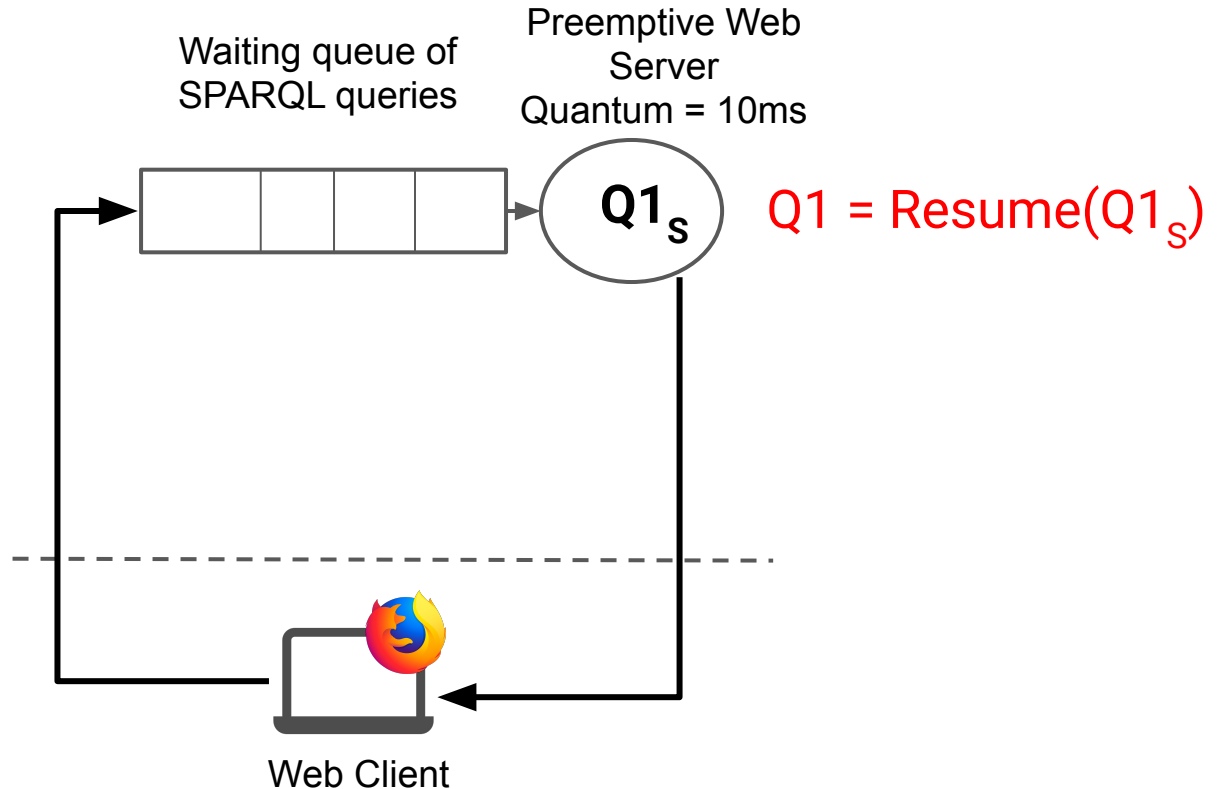 Waiting queue of
SPARQL queries
Preemptive Web
Server
Quantum = 10ms
Q1S
Q1 = Resume(Q1S)
Web Client